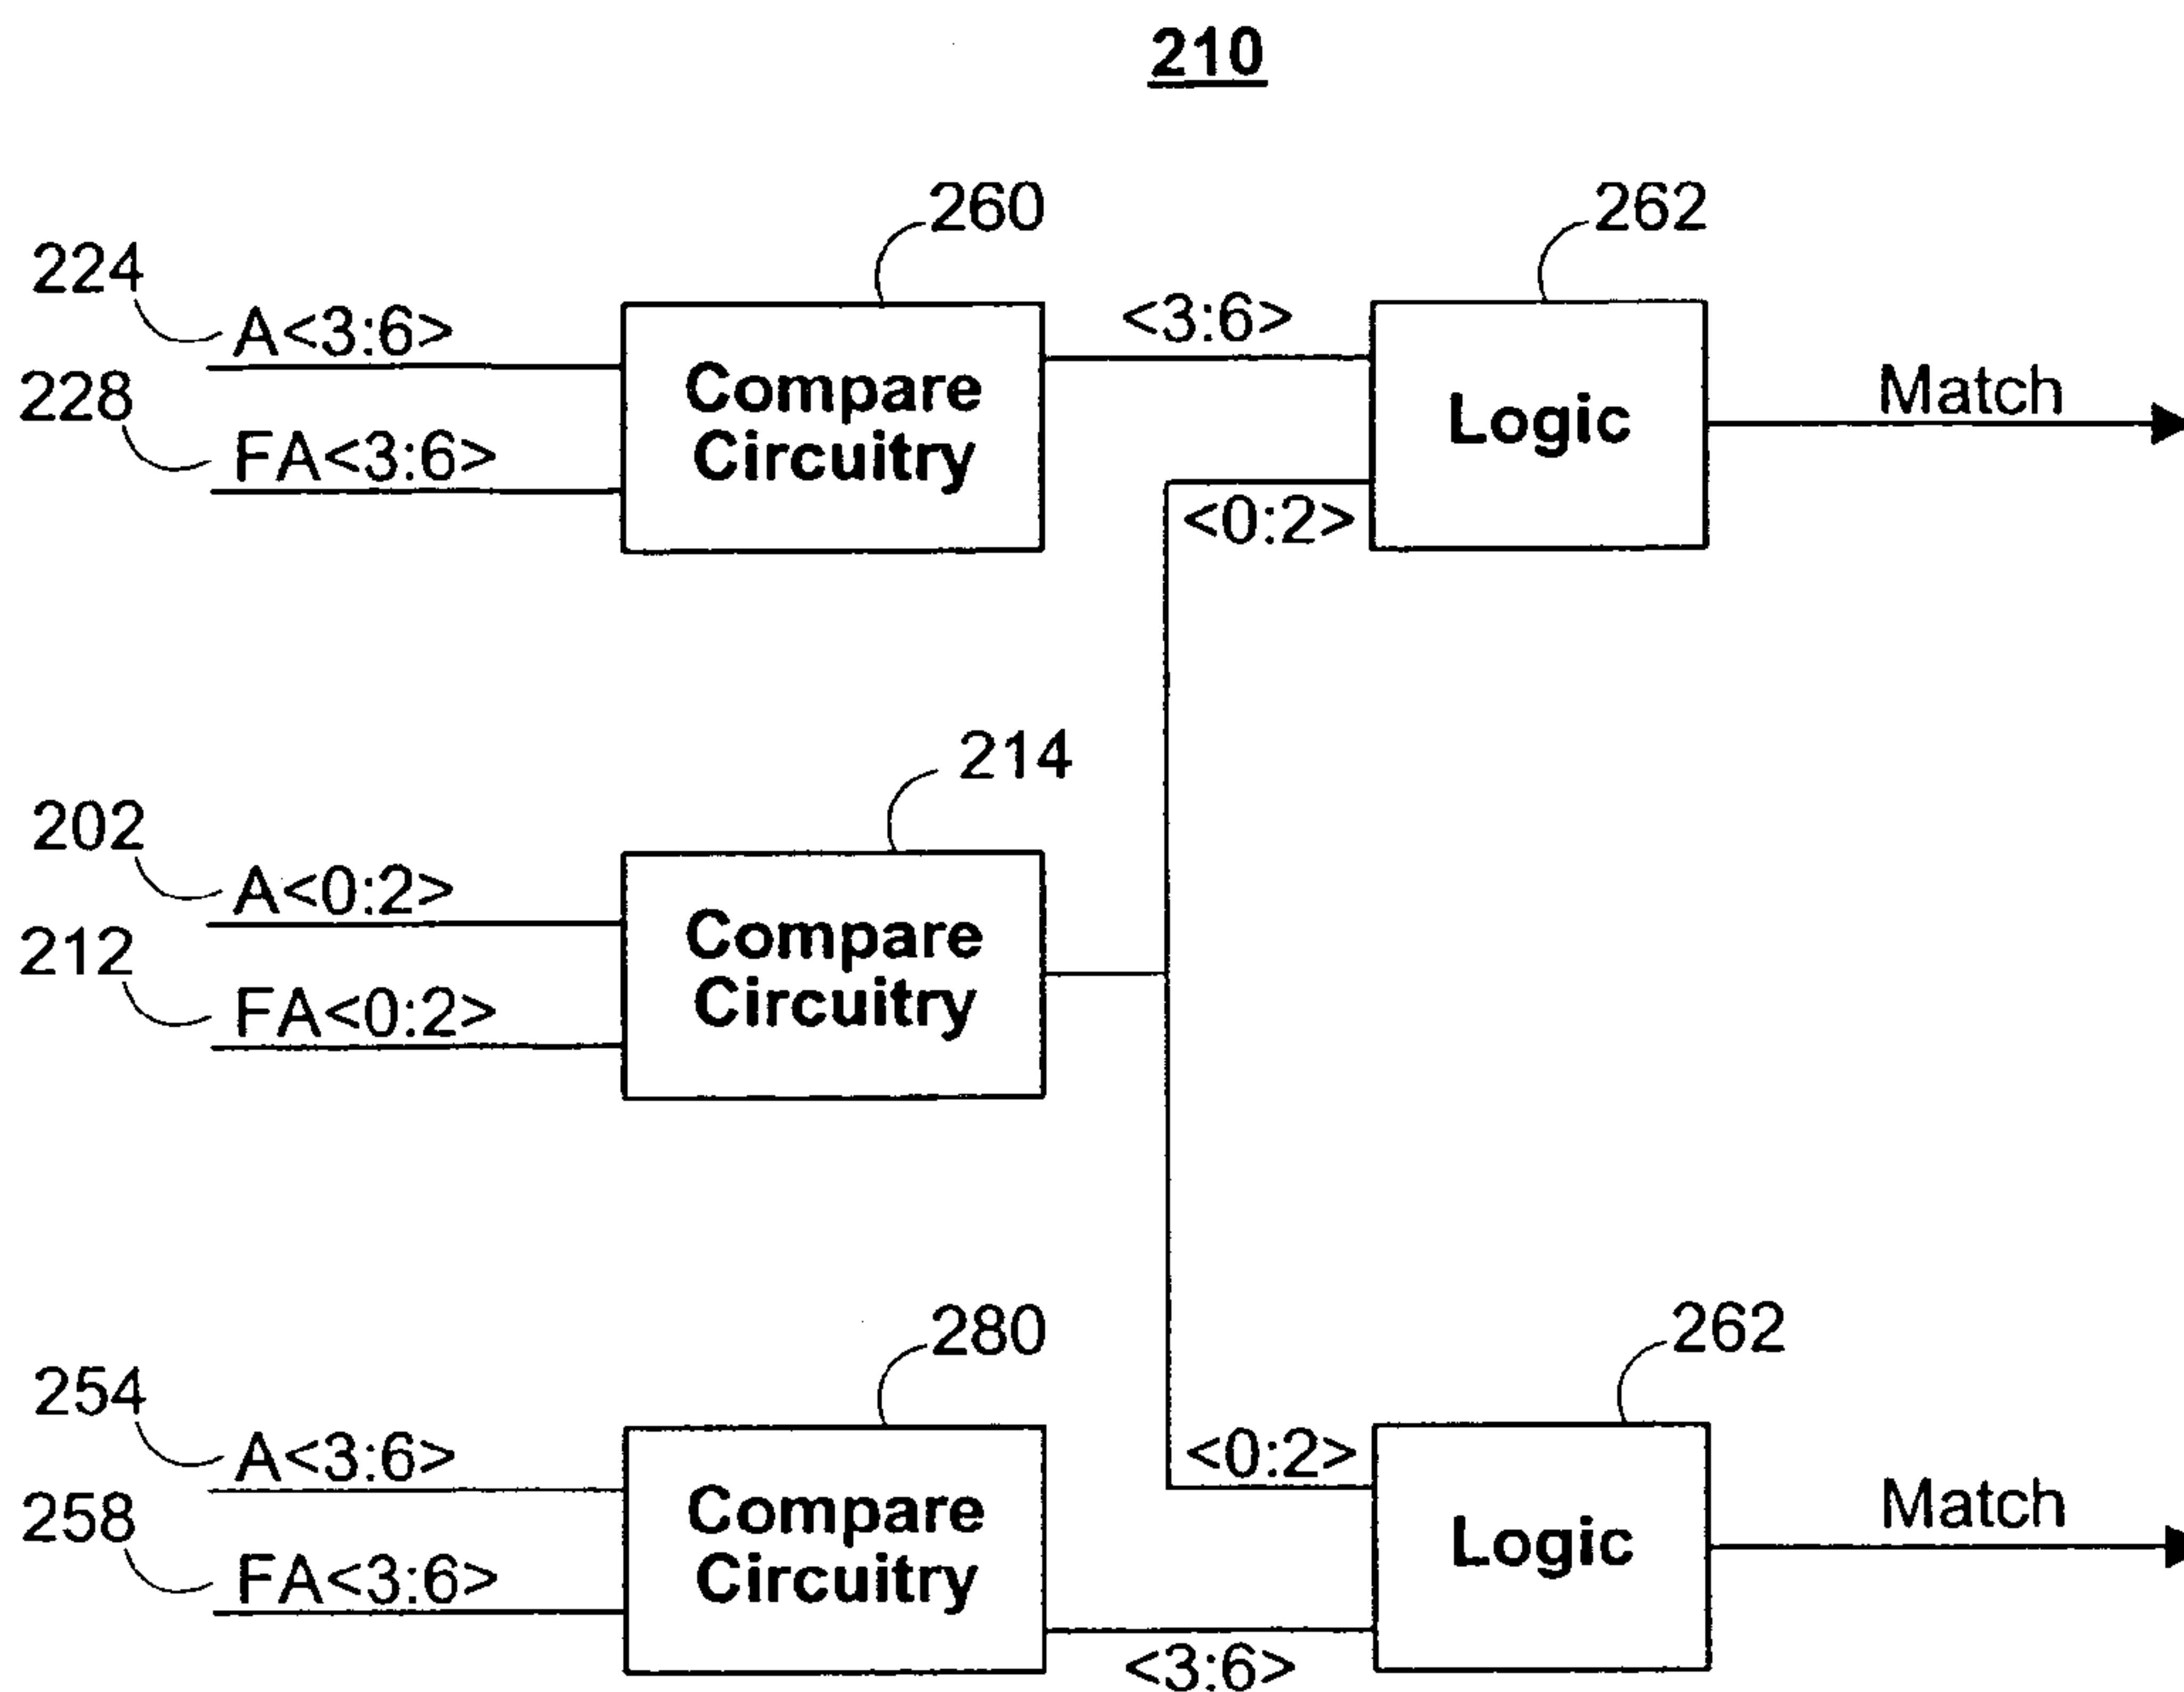 210
260
262
224
A<3:6>
<3:6>
228
FA<3:6>
Compare
Circuitry
Logic
Match
<0:2>
214
202
A<0:2>
212
FA<0:2>
Compare
Circuitry
280
262
254
A<3:6>
<0:2>
258
FA<3:6>
Compare
Circuitry
Logic
Match
<3:6>